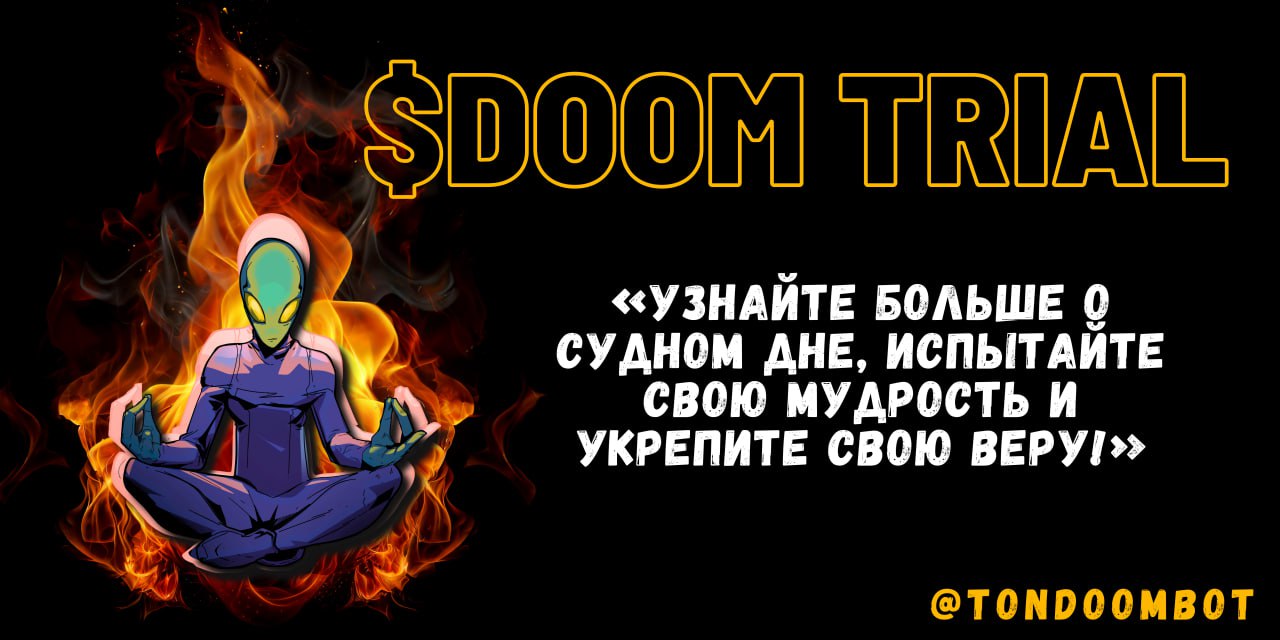 $DOOM TRIAL
«УЗНАЙТЕ БОЛЬШЕ О
СУДНОМ ДНЕ, ИСПЫТАЙТЕ
СВОЮ МУДРОСТЬ И
УКРЕПИТЕ СВОЮ ВЕРУ!»
@TONDOOMBOT